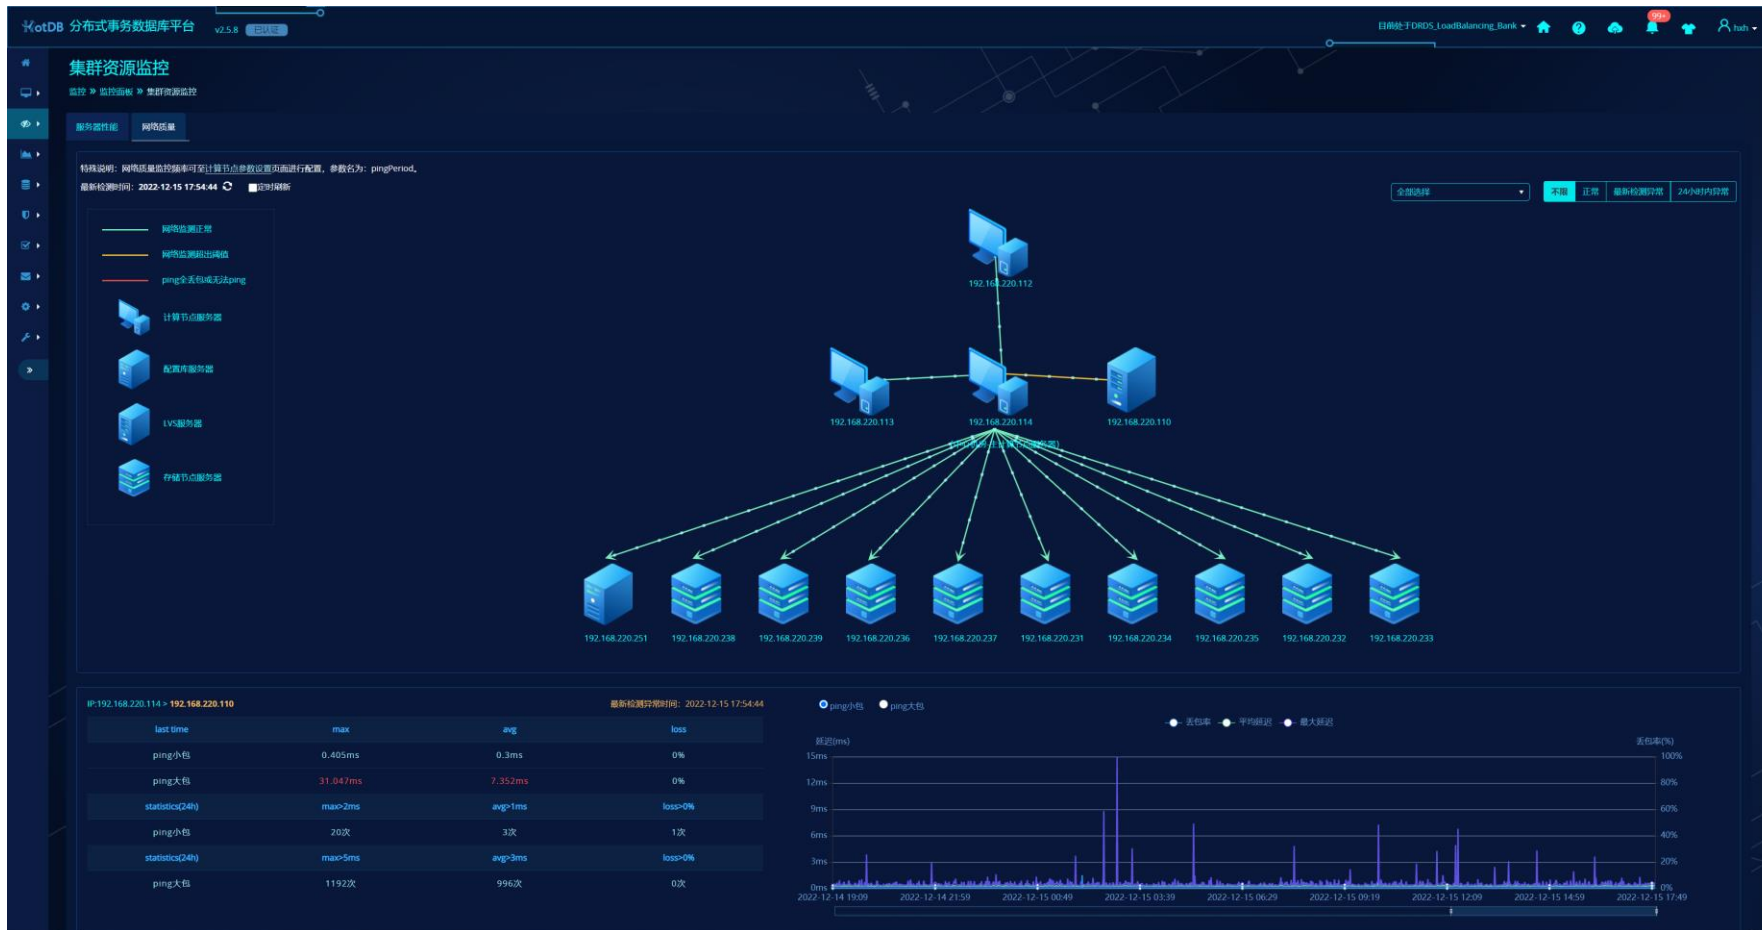 HotDB 分布式事务数据库平台 v2.5.8 已认证
目前处于DRDS_LoadBalancing_Bank
99+
hxh
集群资源监控
监控 » 监控面板 » 集群资源监控
服务器性能 网络质量
特殊说明：网络质量监控频率可至计算节点参数设置页面进行配置，参数名为：pingPeriod。
最新检测时间：2022-12-15 17:54:44 定时刷新
全部选择 不限 正常 最新检测异常 24小时内异常
网络监测正常
网络监测超出阈值
ping全丢包或无法ping
计算节点服务器
配置库服务器
LVS服务器
存储节点服务器
192.168.220.112
192.168.220.113 192.168.220.114 192.168.220.110
192.168.220.251 192.168.220.238 192.168.220.239 192.168.220.236 192.168.220.237 192.168.220.231 192.168.220.234 192.168.220.235 192.168.220.232 192.168.220.233
IP:192.168.220.114 > 192.168.220.110 最新检测异常时间：2022-12-15 17:54:44
last time max avg loss
ping小包 0.405ms 0.3ms 0%
ping大包 31.047ms 7.352ms 0%
statistics(24h) max>2ms avg>1ms loss>0%
ping小包 20次 3次 1次
statistics(24h) max>5ms avg>3ms loss>0%
ping大包 1192次 996次 0次
ping小包 ping大包
丢包率 平均延迟 最大延迟
延迟(ms) 丢包率(%)
15ms 100%
12ms 80%
9ms 60%
6ms 40%
3ms 20%
0ms 0%
2022-12-14 19:09 2022-12-14 21:59 2022-12-15 00:49 2022-12-15 03:39 2022-12-15 06:29 2022-12-15 09:19 2022-12-15 12:09 2022-12-15 14:59 2022-12-15 17:49